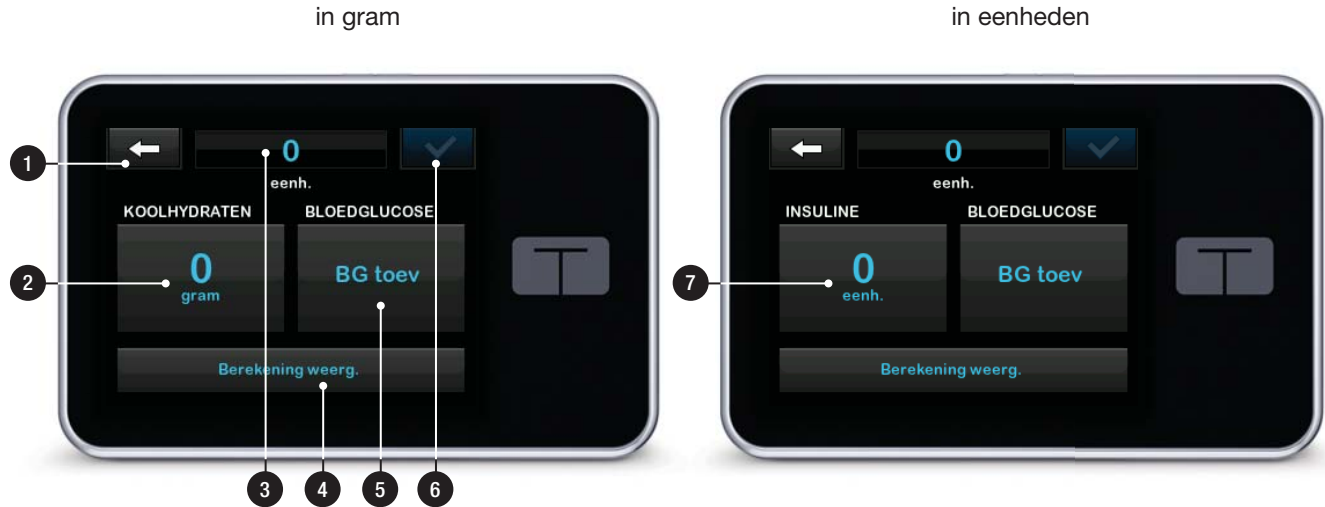 in gram
in eenheden
0
eenh.
KOOLHYDRATEN
BLOEDGLUCOSE
0
gram
BG toev
Berekening weerg.
1
2
3
4
5
6
0
eenh.
INSULINE
BLOEDGLUCOSE
0
eenh.
BG toev
Berekening weerg.
7